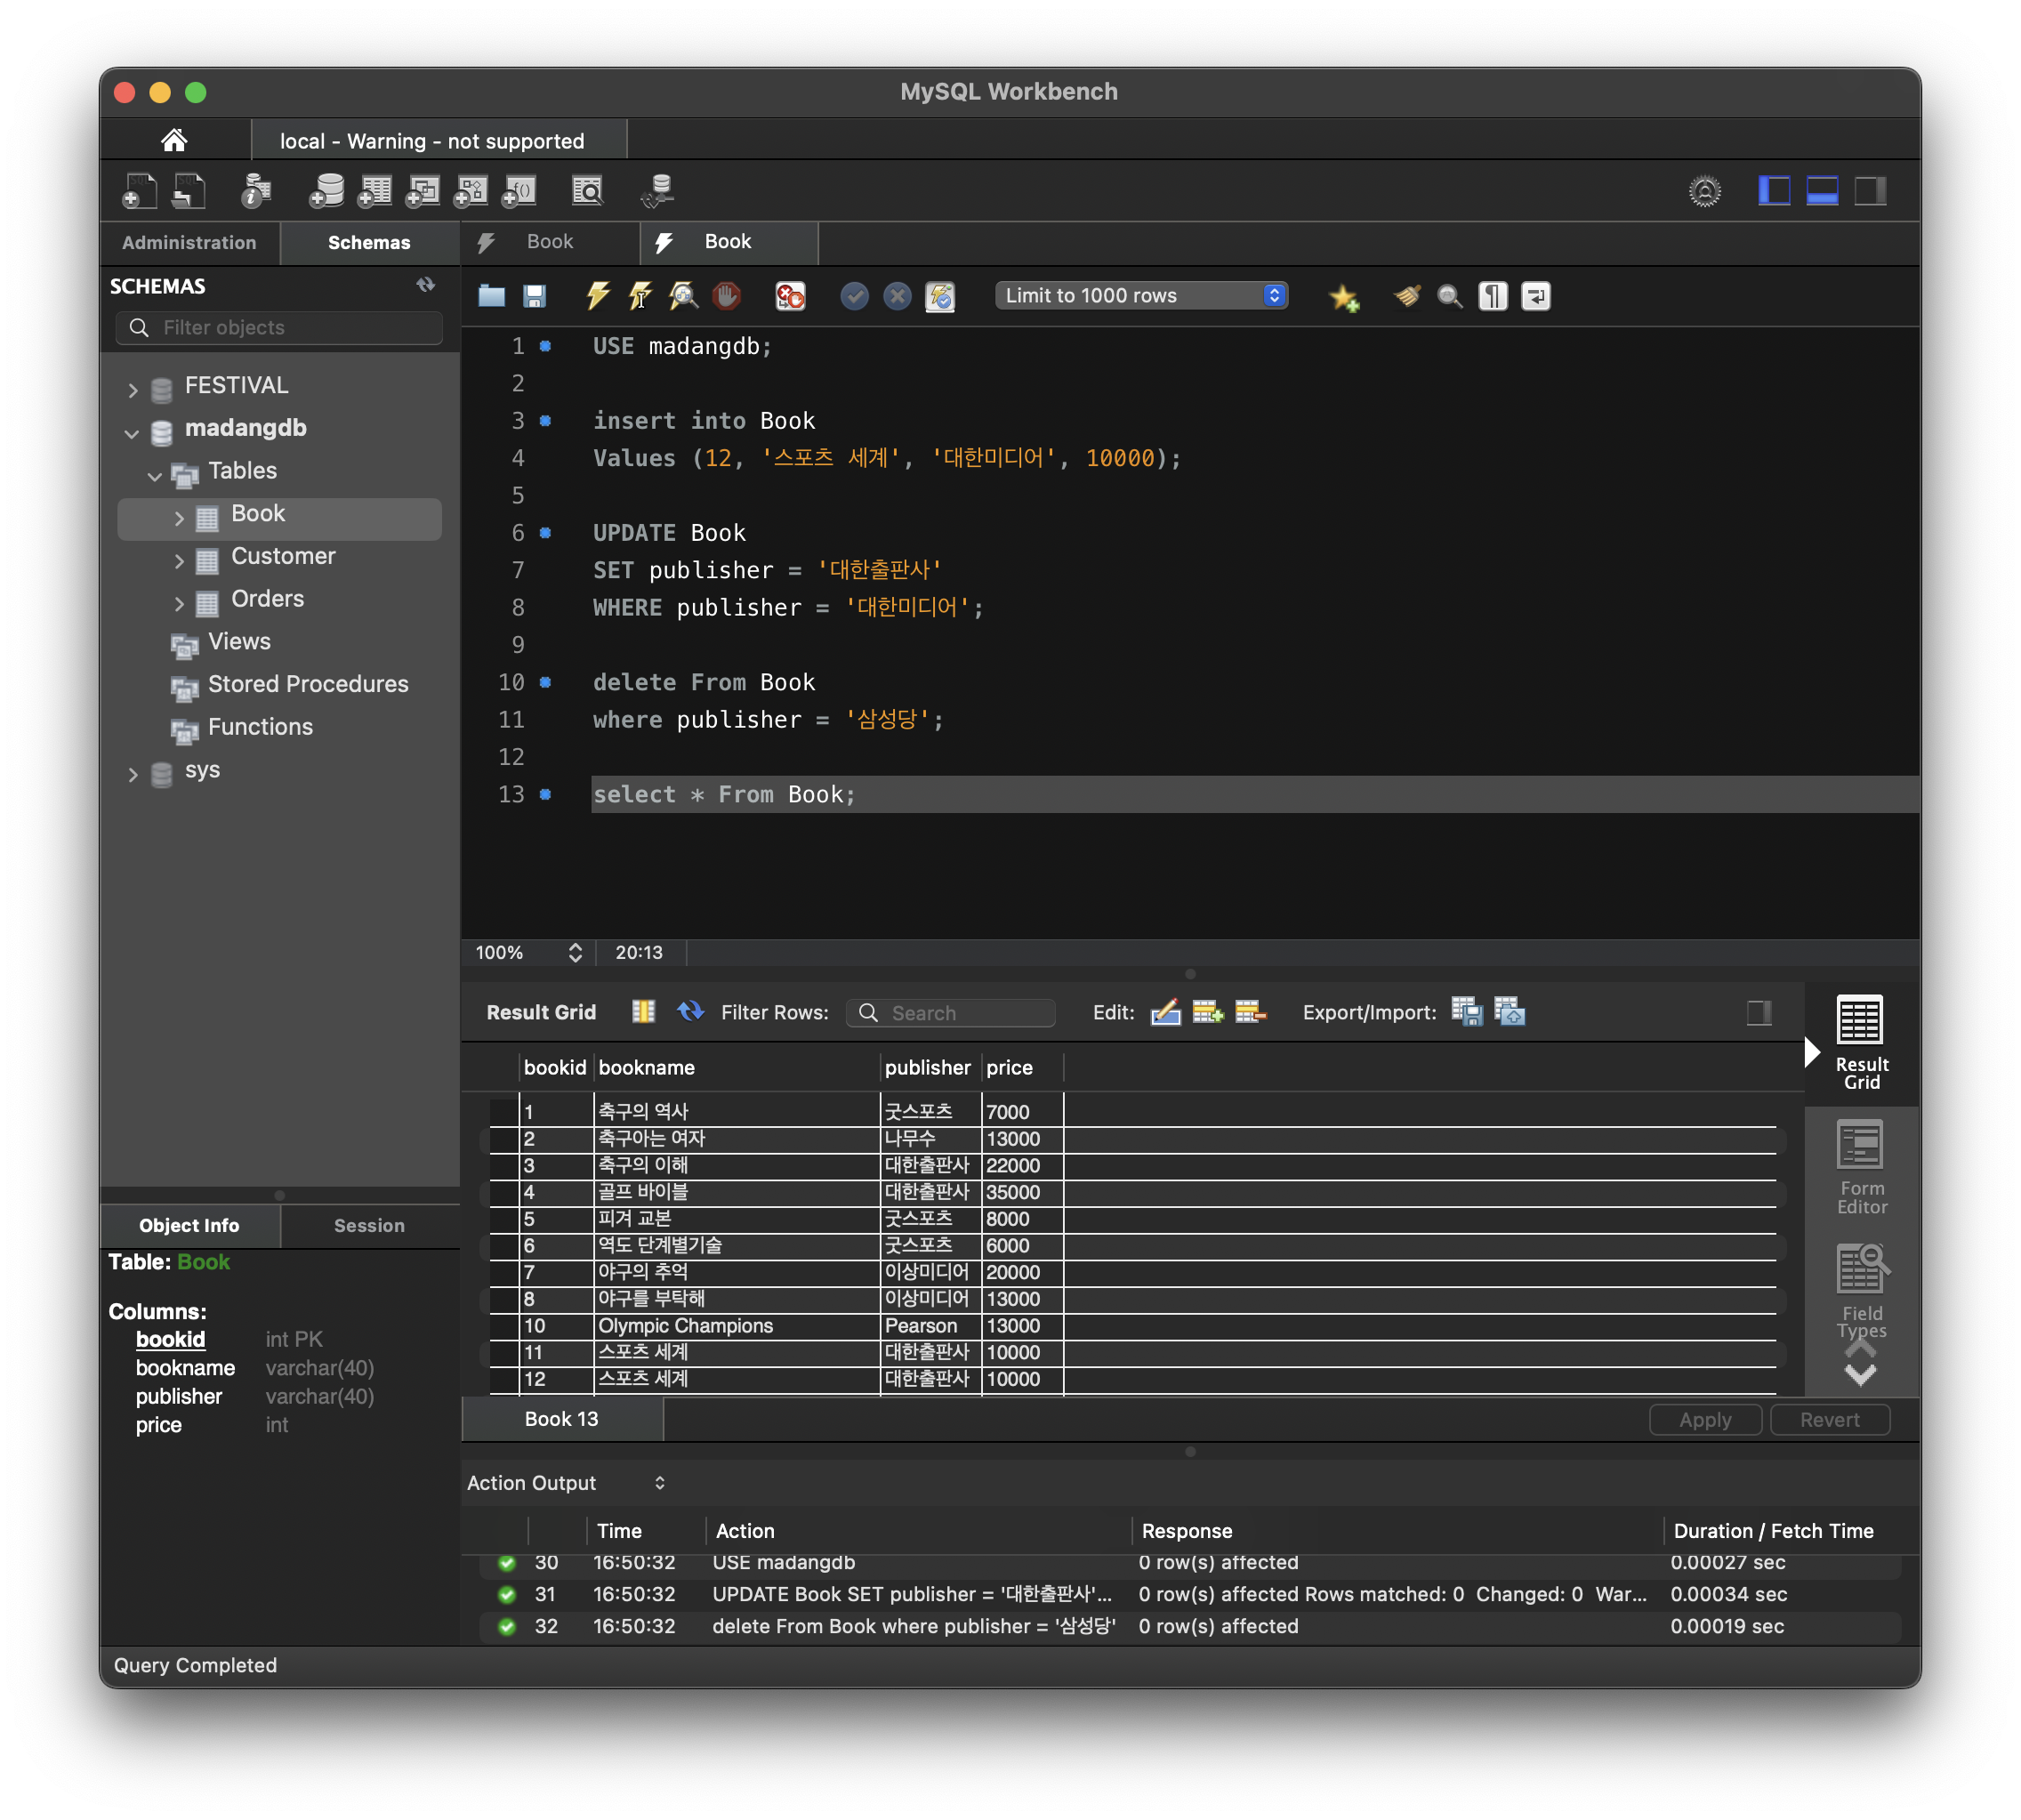 MySQL Workbench
local - Warning - not supported
Administration
Schemas
Book
Book
SCHEMAS
Filter objects
FESTIVAL
madangdb
Tables
Book
Customer
Orders
Views
Stored Procedures
Functions
sys
Limit to 1000 rows
1 USE madangdb;
2
3 insert into Book
4 Values (12, '스포츠 세계', '대한미디어', 10000);
5
6 UPDATE Book
7 SET publisher = '대한출판사'
8 WHERE publisher = '대한미디어';
9
10 delete From Book
11 where publisher = '삼성당';
12
13 select * From Book;
100% 20:13
Result Grid Filter Rows: Search Edit: Export/Import:
bookid bookname publisher price
1 축구의 역사 굿스포츠 7000
2 축구아는 여자 나무수 13000
3 축구의 이해 대한출판사 22000
4 골프 바이블 대한출판사 35000
5 피겨 교본 굿스포츠 8000
6 역도 단계별기술 굿스포츠 6000
7 야구의 추억 이상미디어 20000
8 야구를 부탁해 이상미디어 13000
10 Olympic Champions Pearson 13000
11 스포츠 세계 대한출판사 10000
12 스포츠 세계 대한출판사 10000
Result
Grid
Form
Editor
Field
Types
Book 13
Apply Revert
Object Info Session
Table: Book
Columns:
bookid int PK
bookname varchar(40)
publisher varchar(40)
price int
Action Output
Time Action Response Duration / Fetch Time
30 16:50:32 USE madangdb 0 row(s) affected 0.00027 sec
31 16:50:32 UPDATE Book SET publisher = '대한출판사'... 0 row(s) affected Rows matched: 0 Changed: 0 War... 0.00034 sec
32 16:50:32 delete From Book where publisher = '삼성당' 0 row(s) affected 0.00019 sec
Query Completed